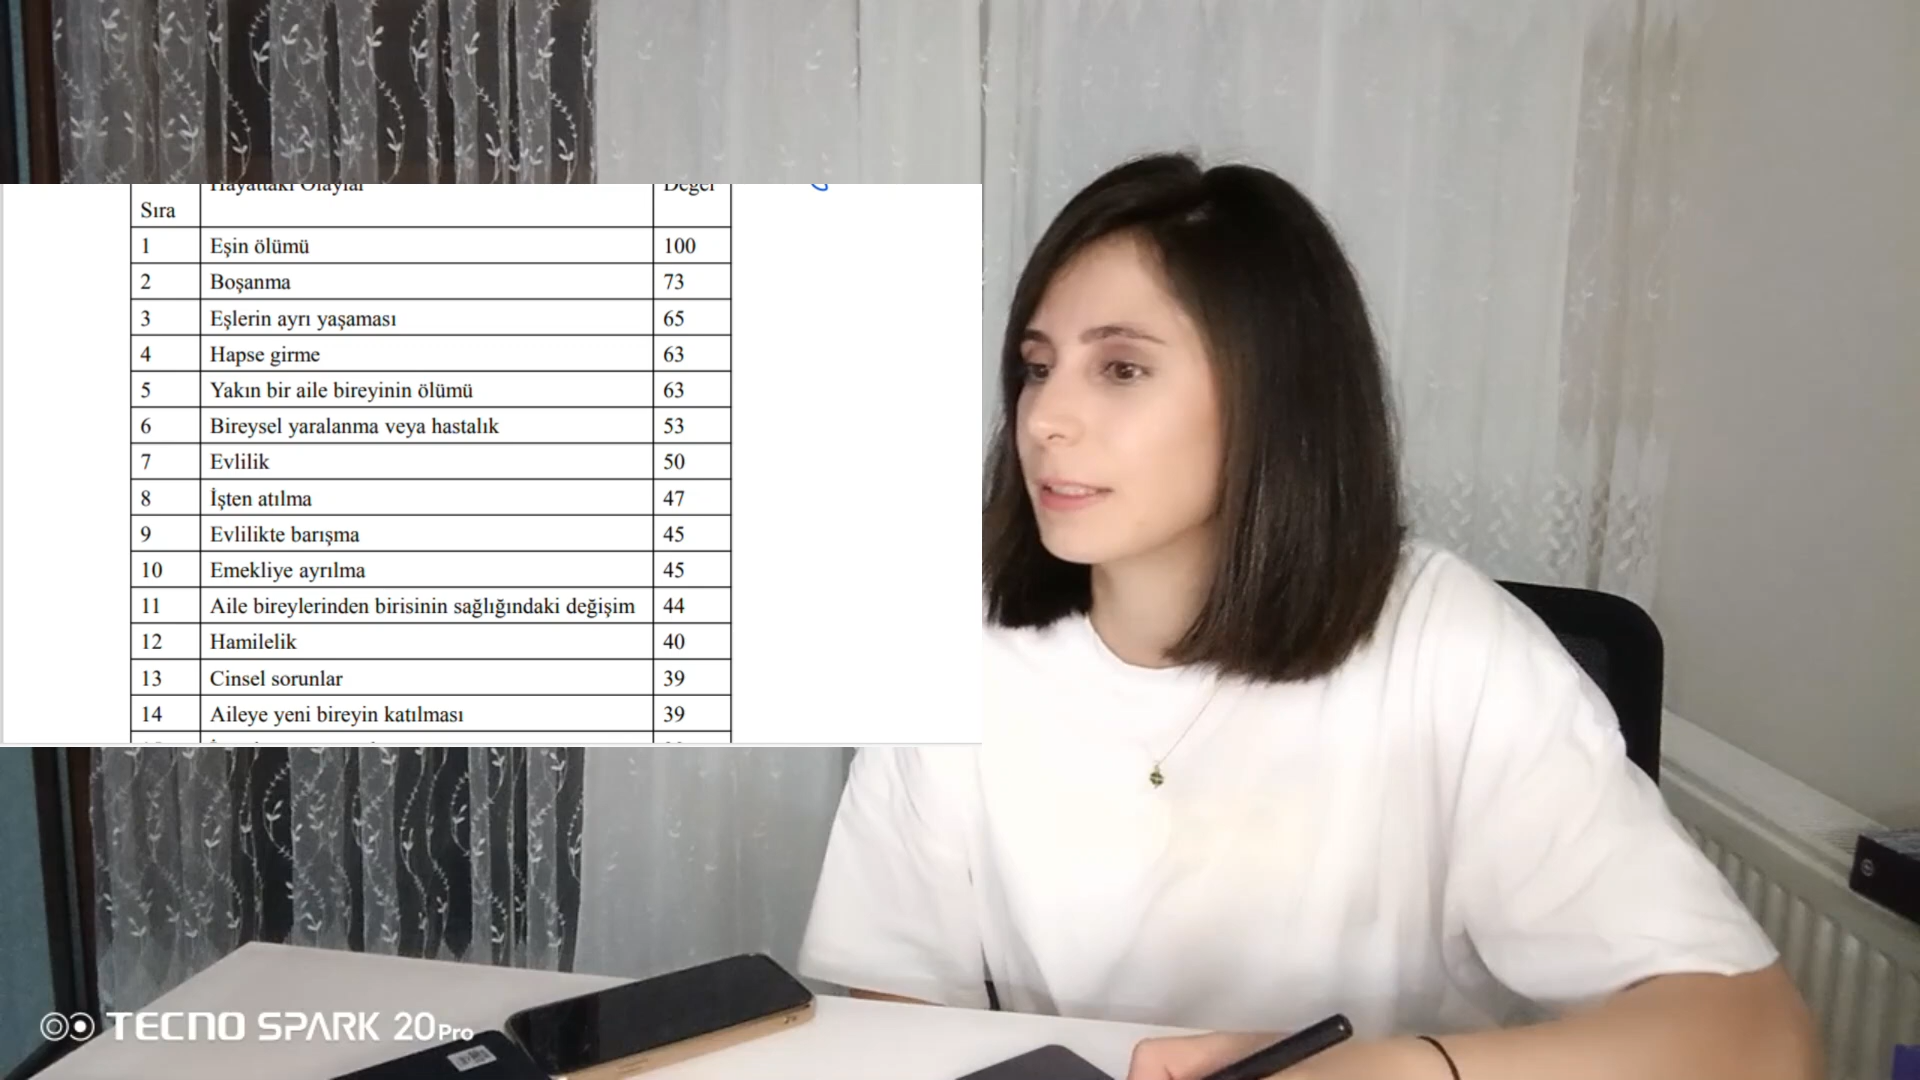 Hayattaki Olaylar Değer
Sıra
1 Eşin ölümü 100
2 Boşanma 73
3 Eşlerin ayrı yaşaması 65
4 Hapse girme 63
5 Yakın bir aile bireyinin ölümü 63
6 Bireysel yaralanma veya hastalık 53
7 Evlilik 50
8 İşten atılma 47
9 Evlilikte barışma 45
10 Emekliye ayrılma 45
11 Aile bireylerinden birisinin sağlığındaki değişim 44
12 Hamilelik 40
13 Cinsel sorunlar 39
14 Aileye yeni bireyin katılması 39
TECNO SPARK 20Pro